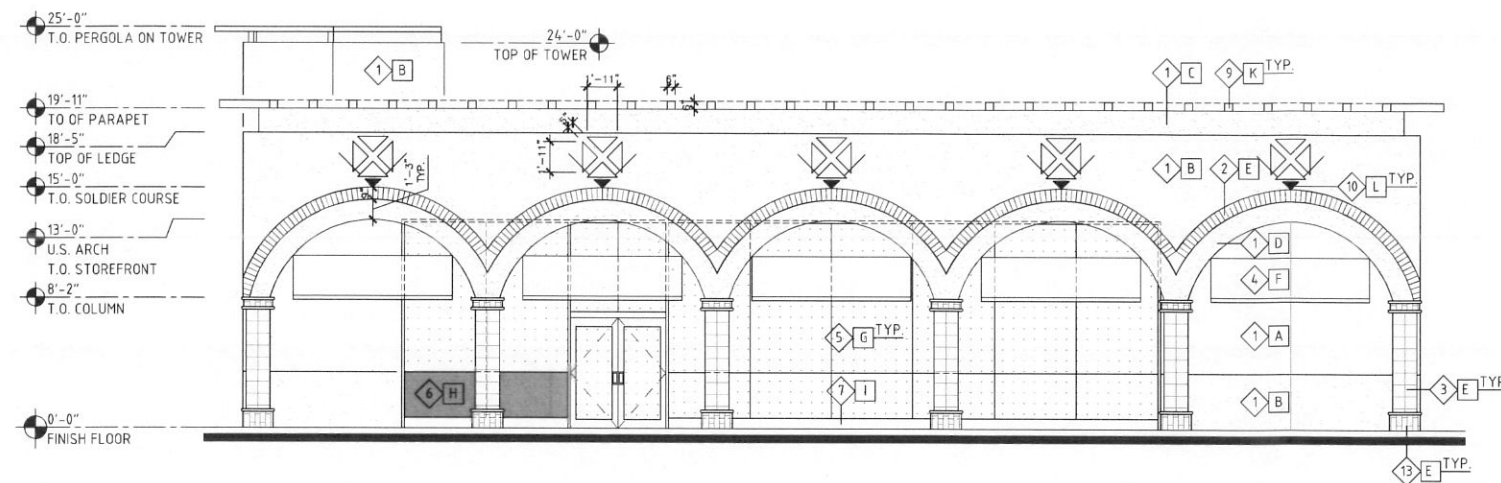 25'-0"
T.O. PERGOLA ON TOWER
24'-0"
TOP OF TOWER
1 B
1'-11"
6"
6"
1 C
9 K TYP.
19'-11"
TO OF PARAPET
18'-5"
TOP OF LEDGE
1'-11"
1'-3"
TYP.
9"
1 B
2 E
10 L TYP.
15'-0"
T.O. SOLDIER COURSE
13'-0"
U.S. ARCH
T.O. STOREFRONT
1 D
4 F
8'-2"
T.O. COLUMN
5 G TYP.
1 A
6 H
7 I
1 B
3 E TYP
0'-0"
FINISH FLOOR
13 E TYP.